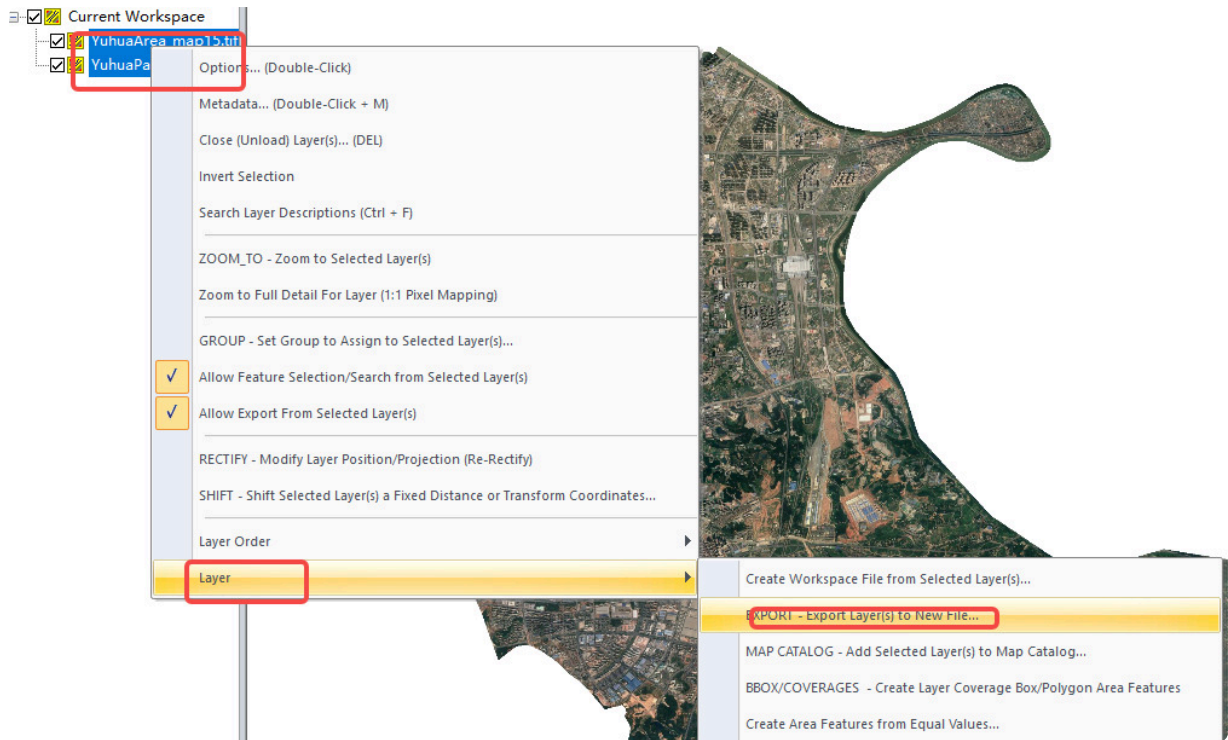 Current Workspace
YuhuaArea_map15.tif
YuhuaPa
Options... (Double-Click)
Metadata... (Double-Click + M)
Close (Unload) Layer(s)... (DEL)
Invert Selection
Search Layer Descriptions (Ctrl + F)
ZOOM_TO - Zoom to Selected Layer(s)
Zoom to Full Detail For Layer (1:1 Pixel Mapping)
GROUP - Set Group to Assign to Selected Layer(s)...
Allow Feature Selection/Search from Selected Layer(s)
Allow Export From Selected Layer(s)
RECTIFY - Modify Layer Position/Projection (Re-Rectify)
SHIFT - Shift Selected Layer(s) a Fixed Distance or Transform Coordinates...
Layer Order
Layer
Create Workspace File from Selected Layer(s)...
EXPORT - Export Layer(s) to New File...
MAP CATALOG - Add Selected Layer(s) to Map Catalog...
BBOX/COVERAGES - Create Layer Coverage Box/Polygon Area Features
Create Area Features from Equal Values...